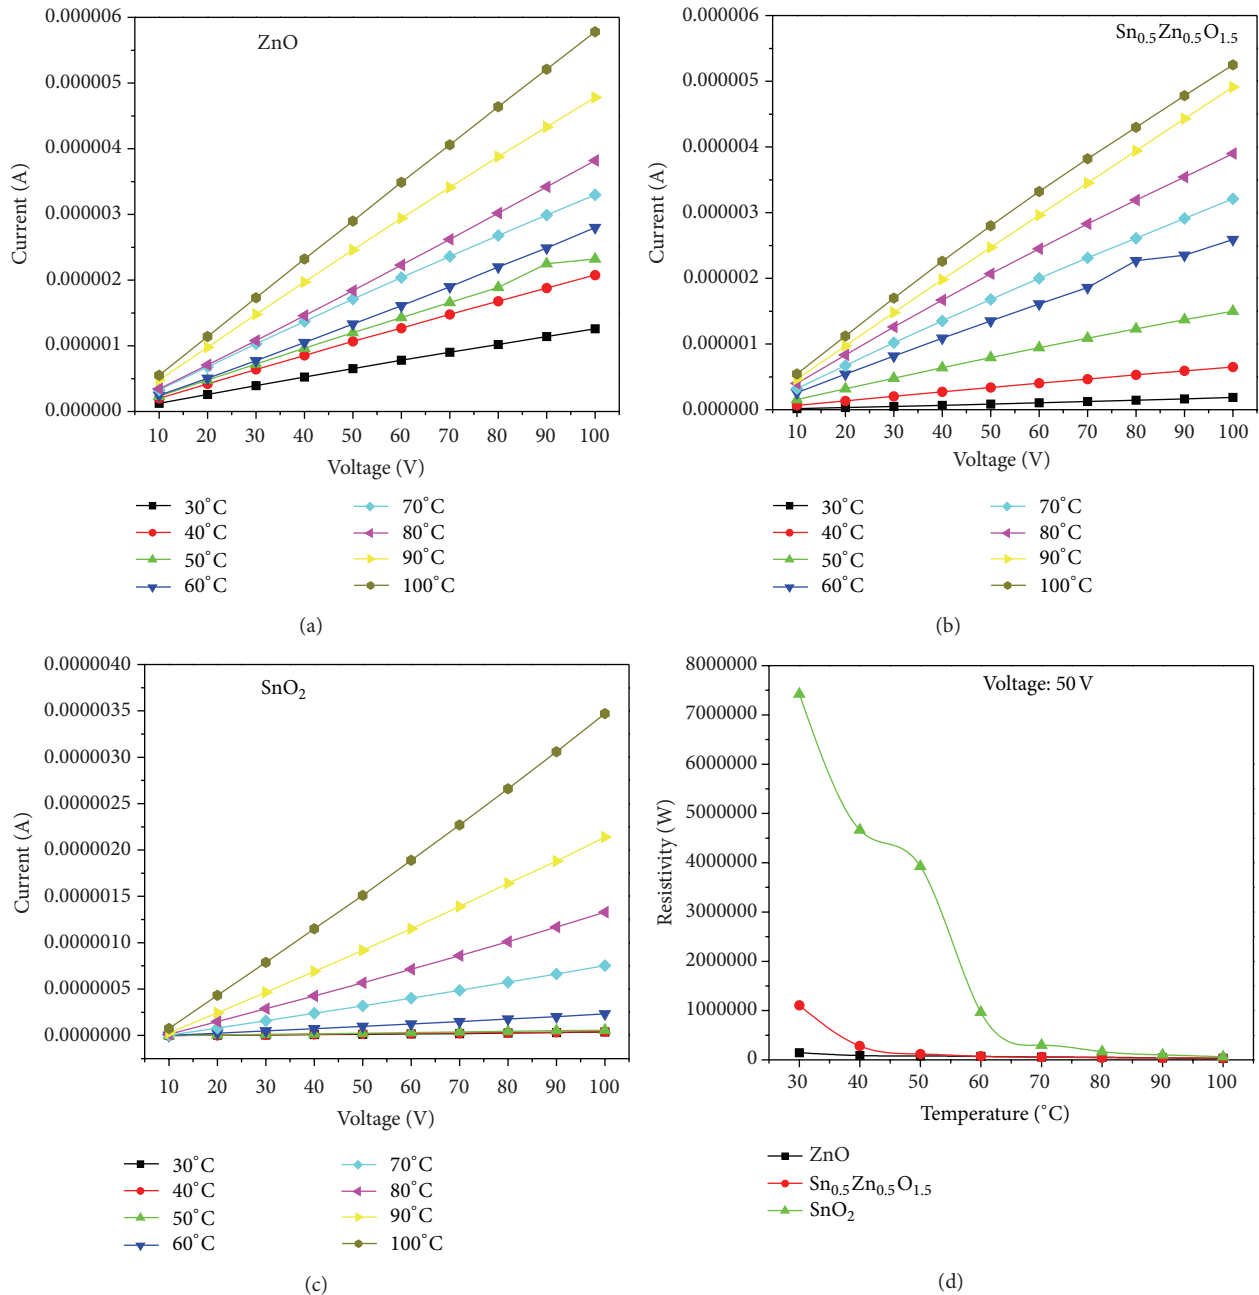 ZnO
0.000006
0.000005
0.000004
0.000003
0.000002
0.000001
0.000000
Current (A)
10 20 30 40 50 60 70 80 90 100
Voltage (V)
30°C 70°C
40°C 80°C
50°C 90°C
60°C 100°C
(a)
Sn0.5Zn0.5O1.5
0.000006
0.000005
0.000004
0.000003
0.000002
0.000001
0.000000
Current (A)
10 20 30 40 50 60 70 80 90 100
Voltage (V)
30°C 70°C
40°C 80°C
50°C 90°C
60°C 100°C
(b)
SnO2
0.0000040
0.0000035
0.0000030
0.0000025
0.0000020
0.0000015
0.0000010
0.0000005
0.0000000
Current (A)
10 20 30 40 50 60 70 80 90 100
Voltage (V)
30°C 70°C
40°C 80°C
50°C 90°C
60°C 100°C
(c)
Voltage: 50 V
8000000
7000000
6000000
5000000
4000000
3000000
2000000
1000000
0
Resistivity (W)
30 40 50 60 70 80 90 100
Temperature (°C)
ZnO
Sn0.5Zn0.5O1.5
SnO2
(d)